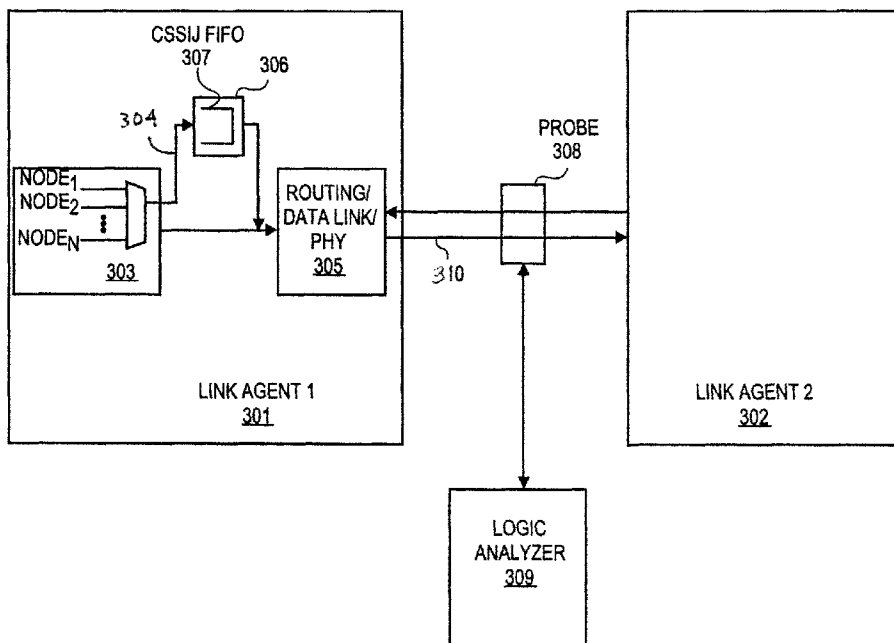 CSSIJ FIFO
307
306
304
NODE1
NODE2
NODEN
303
ROUTING/
DATA LINK/
PHY
305
PROBE
308
310
LINK AGENT 1
301
LINK AGENT 2
302
LOGIC
ANALYZER
309